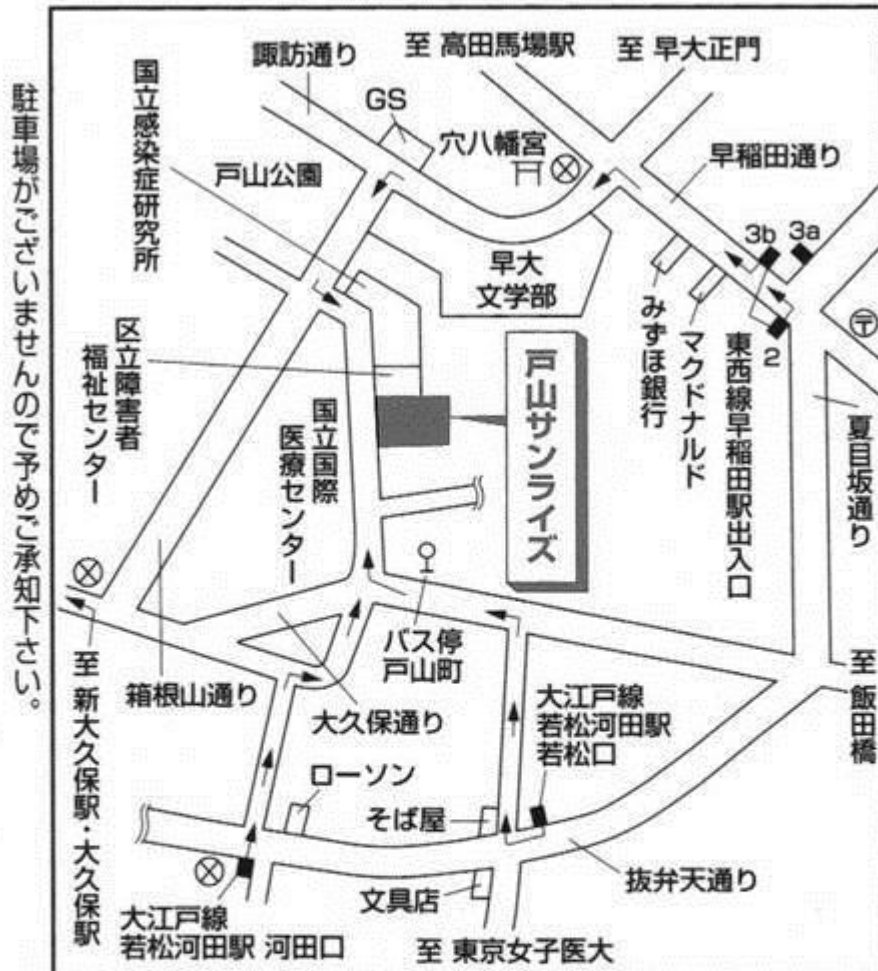 駐車場がございませんので予めご承知下さい。
諏訪通り
至 高田馬場駅
至 早大正門
GS
国立感染症研究所
戸山公園
穴八幡宮
早稲田通り
3b
3a
早大
文学部
みずほ銀行
マクドナルド
2
〒
東西線早稲田駅出入口
夏目坂通り
区立障害者
福祉センター
国立国際
医療センター
戸山サンライズ
バス停
戸山町
至 飯田橋
至 新大久保駅・大久保駅
箱根山通り
大久保通り
大江戸線
若松河田駅
若松口
ローソン
そば屋
抜弁天通り
文具店
大江戸線
若松河田駅 河田口
至 東京女子医大